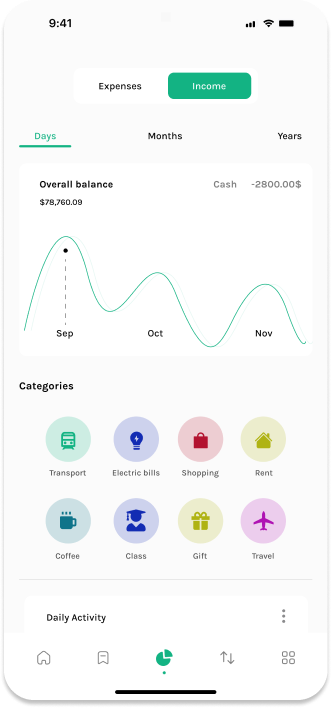 9:41
Expenses Income
Days Months Years
Overall balance Cash -2800.00$
$78,760.09
Sep Oct Nov
Categories
Transport Electric bills Shopping Rent
Coffee Class Gift Travel
Daily Activity